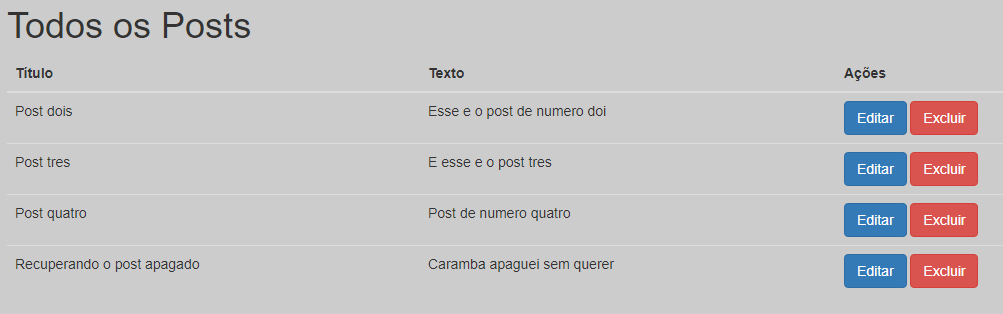 Todos os Posts
Título Texto Ações
Post dois Esse e o post de numero doi Editar Excluir
Post tres E esse e o post tres Editar Excluir
Post quatro Post de numero quatro Editar Excluir
Recuperando o post apagado Caramba apaguei sem querer Editar Excluir